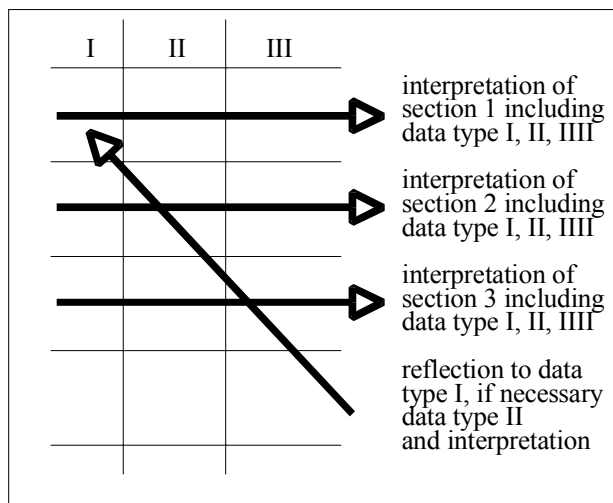 I II III
interpretation of
section 1 including
data type I, II, IIII
interpretation of
section 2 including
data type I, II, IIII
interpretation of
section 3 including
data type I, II, IIII
reflection to data
type I, if necessary
data type II
and interpretation